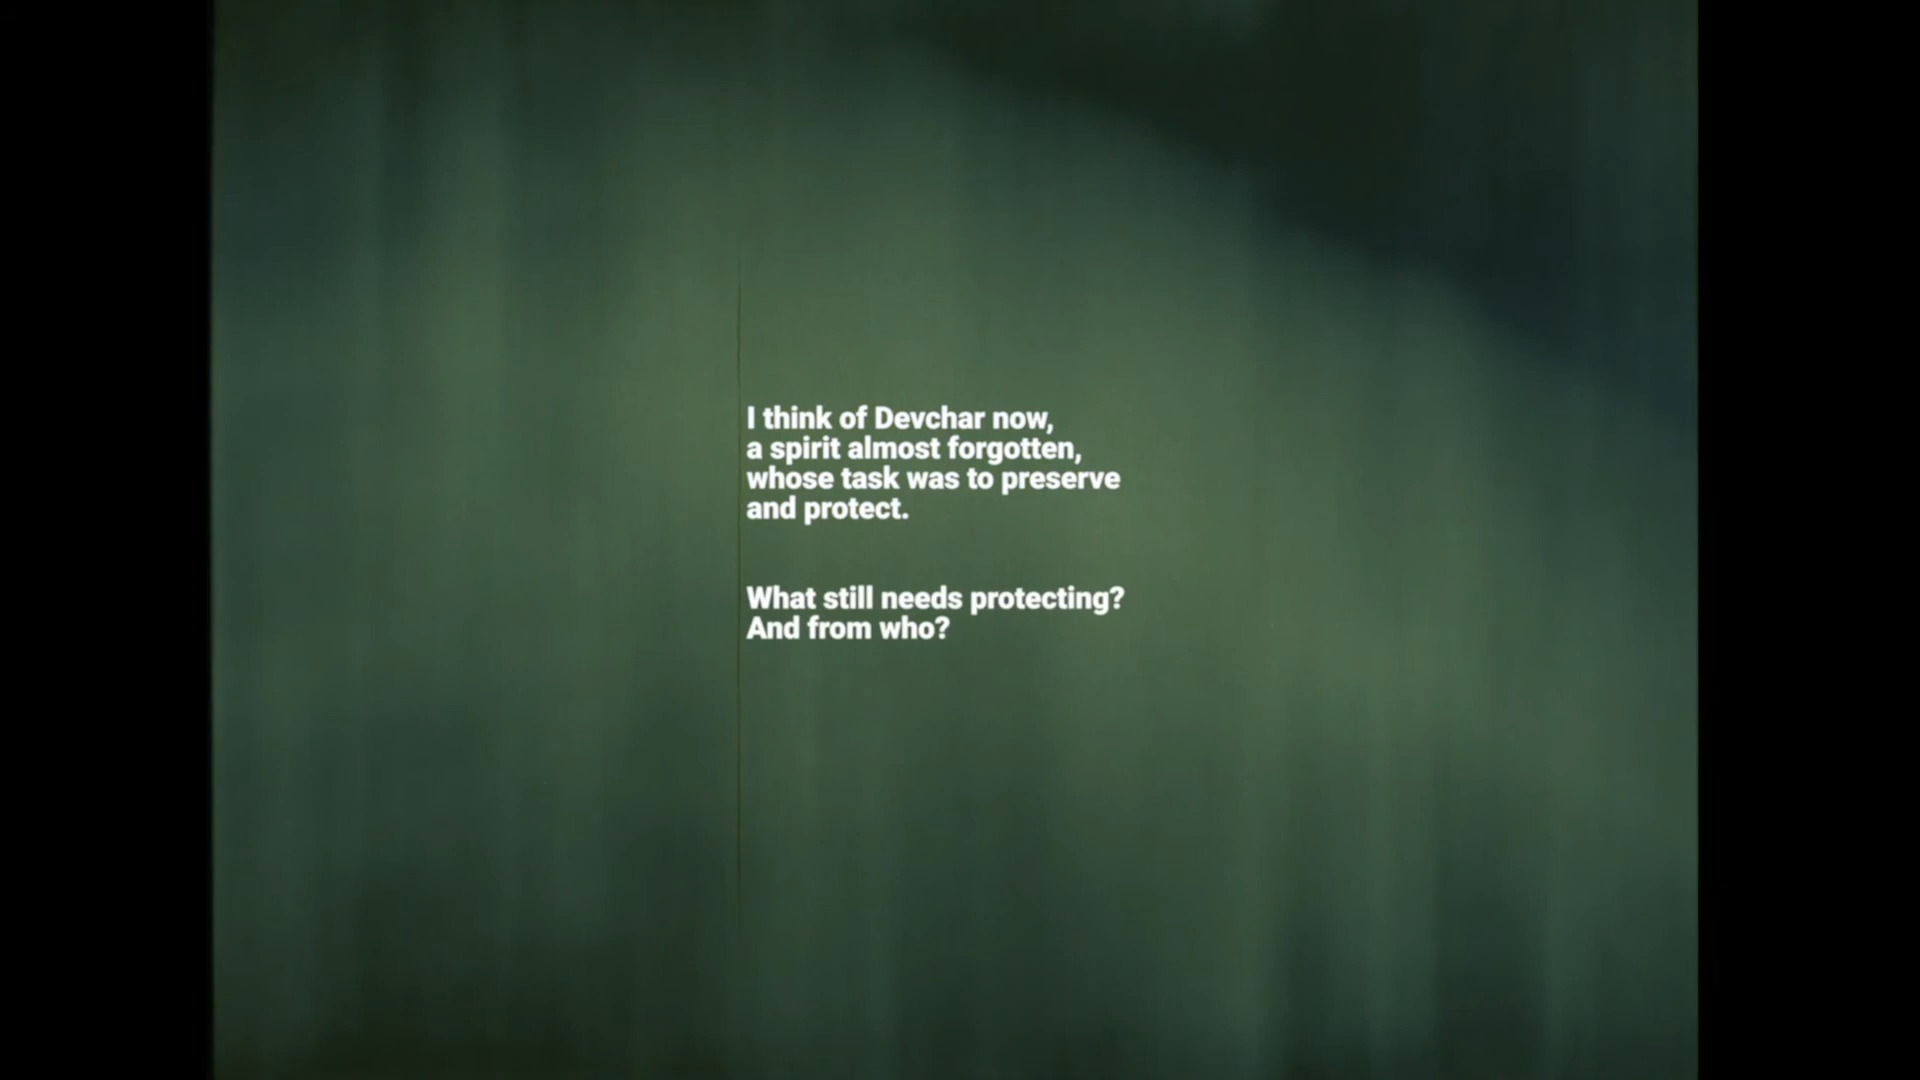 I think of Devchar now,
a spirit almost forgotten,
whose task was to preserve
and protect.
What still needs protecting?
And from who?